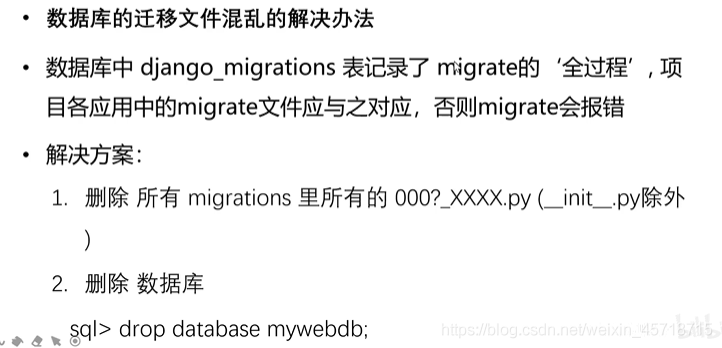 • 数据库的迁移文件混乱的解决办法
• 数据库中 django_migrations 表记录了 migrate的‘全过程’, 项
目各应用中的migrate文件应与之对应，否则migrate会报错
• 解决方案：
1. 删除 所有 migrations 里所有的 000?_XXXX.py (__init__.py除外
)
2. 删除 数据库
sql> drop database mywebdb;
https://blog.csdn.net/weixin_45718715